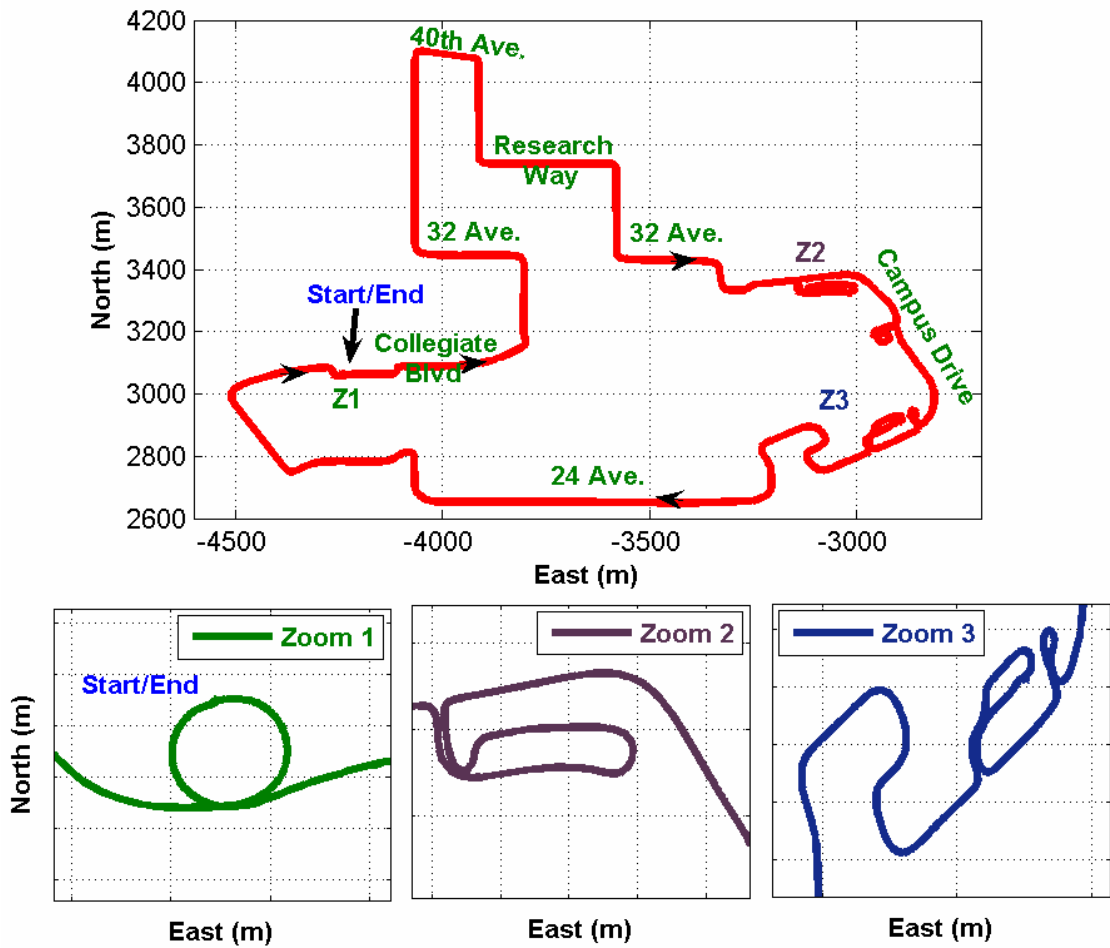 4200
40th Ave.
4000
3800
Research
Way
3600
32 Ave.
32 Ave.
Z2
3400
Campus Drive
Start/End
3200
Collegiate
Blvd
3000
Z1
Z3
2800
24 Ave.
2600
North (m)
-4500
-4000
-3500
-3000
East (m)
Zoom 1
Start/End
North (m)
East (m)
Zoom 2
East (m)
Zoom 3
East (m)